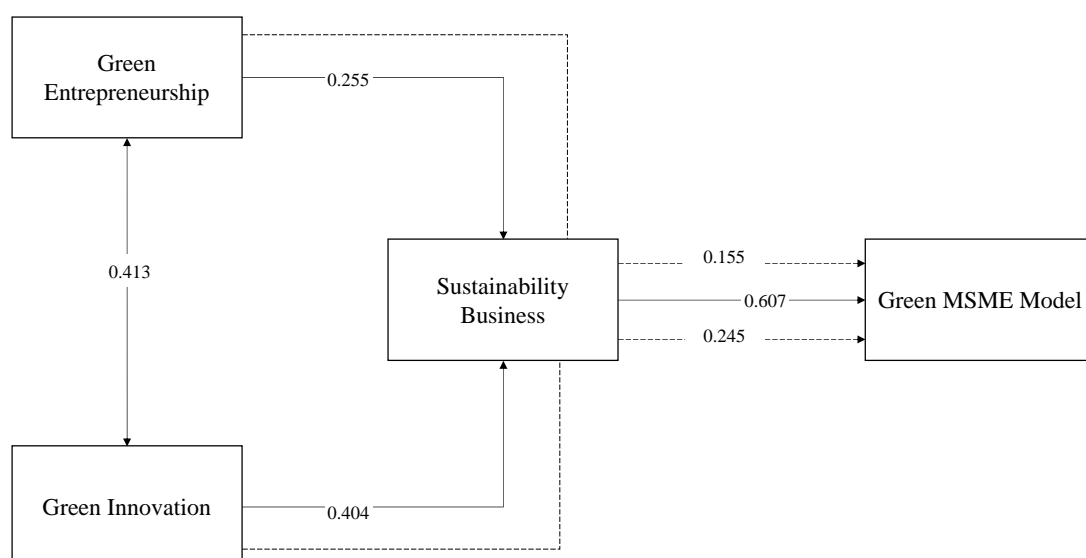 Green
Entrepreneurship
0.255
0.413
Sustainability
Business
0.155
0.607
0.245
Green MSME Model
Green Innovation
0.404